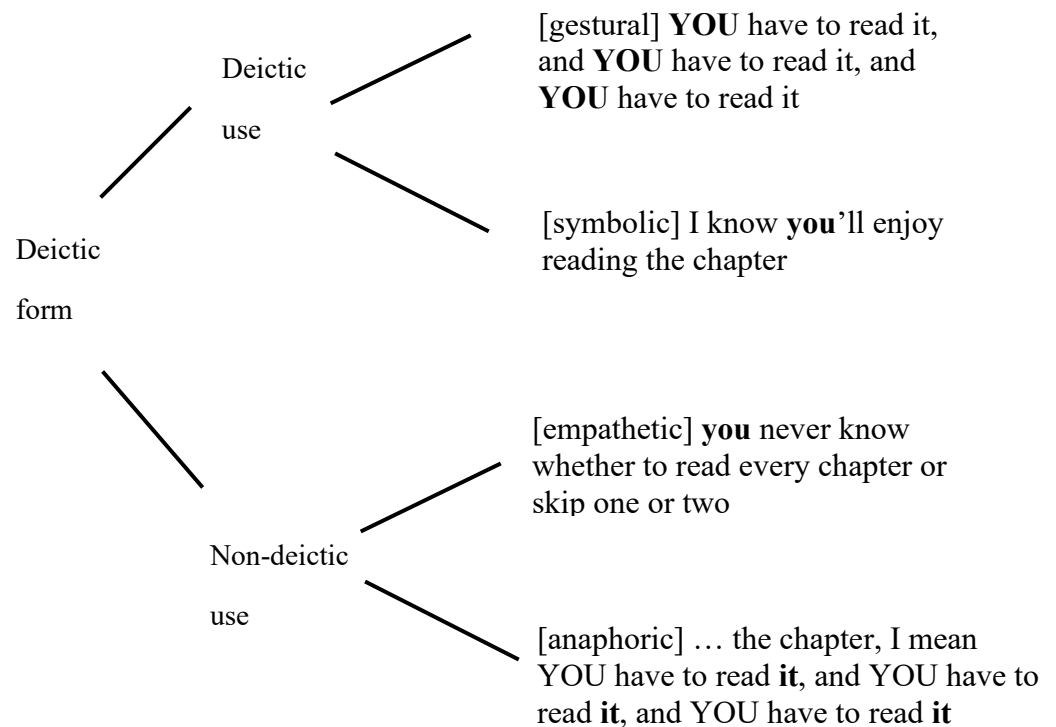 [gestural] YOU have to read it,
and YOU have to read it, and
YOU have to read it
Deictic
use
[symbolic] I know you’ll enjoy
reading the chapter
Deictic
form
[empathetic] you never know
whether to read every chapter or
skip one or two
Non-deictic
use
[anaphoric] … the chapter, I mean
YOU have to read it, and YOU have to
read it, and YOU have to read it